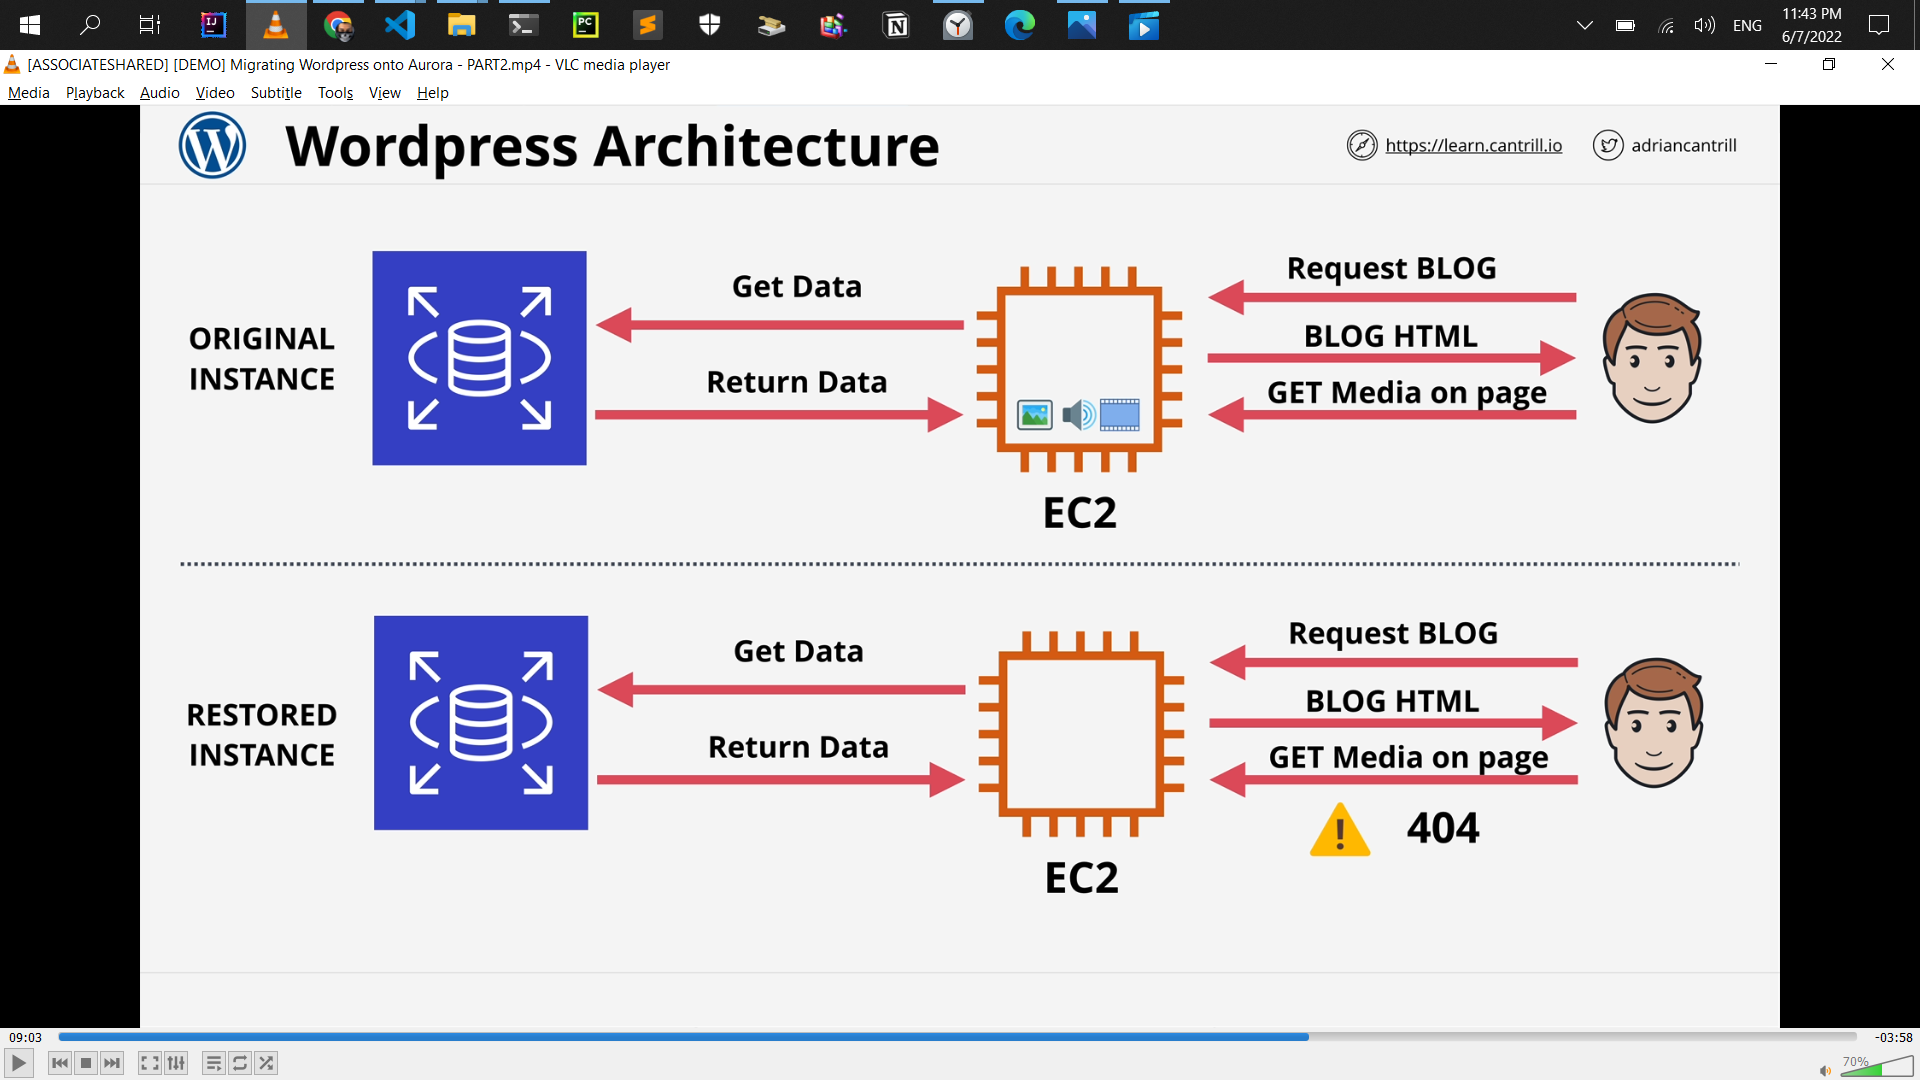 IJ
PC
ENG
11:43 PM
6/7/2022
[ASSOCIATESHARED] [DEMO] Migrating Wordpress onto Aurora - PART2.mp4 - VLC media player
Media Playback Audio Video Subtitle Tools View Help
Wordpress Architecture
https://learn.cantrill.io
adriancantrill
ORIGINAL
INSTANCE
Get Data
Return Data
EC2
Request BLOG
BLOG HTML
GET Media on page
RESTORED
INSTANCE
Get Data
Return Data
EC2
Request BLOG
BLOG HTML
GET Media on page
404
09:03
-03:58
70%